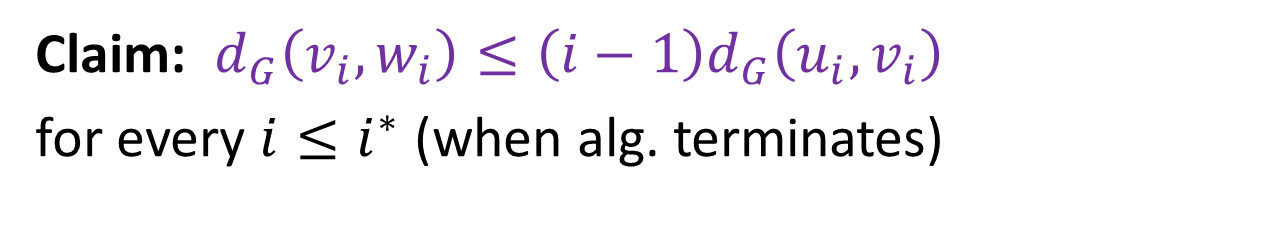 Claim: d_G(v_i, w_i) ≤ (i − 1)d_G(u_i, v_i)
for every i ≤ i* (when alg. terminates)